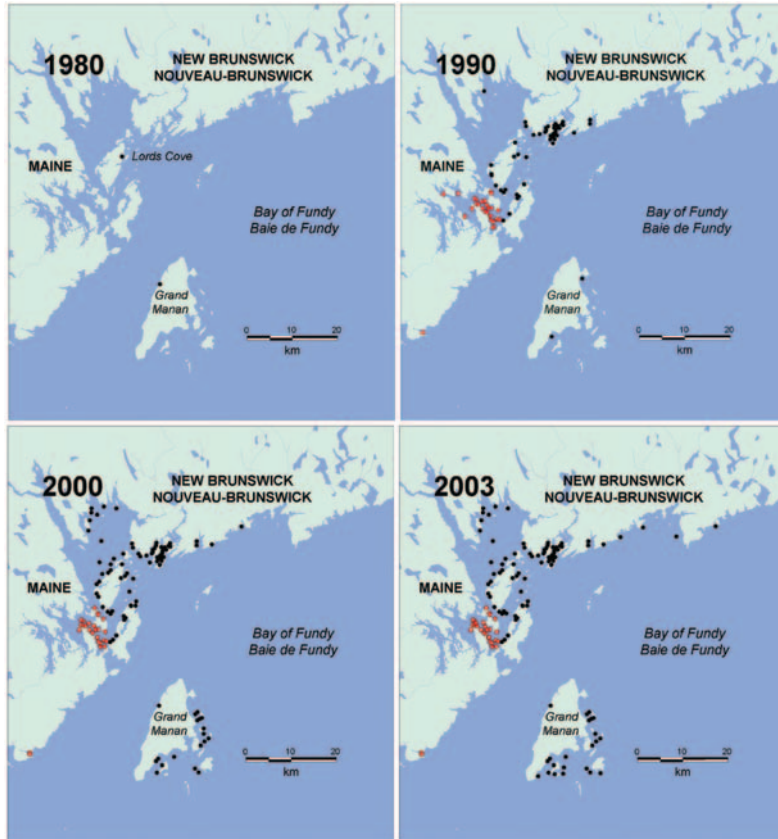 1980
NEW BRUNSWICK
NOUVEAU-BRUNSWICK
Lords Cove
MAINE
Bay of Fundy
Baie de Fundy
Grand
Manan
0 10 20
km
1990
NEW BRUNSWICK
NOUVEAU-BRUNSWICK
MAINE
Bay of Fundy
Baie de Fundy
Grand
Manan
0 10 20
km
2000
NEW BRUNSWICK
NOUVEAU-BRUNSWICK
MAINE
Bay of Fundy
Baie de Fundy
Grand
Manan
0 10 20
km
2003
NEW BRUNSWICK
NOUVEAU-BRUNSWICK
MAINE
Bay of Fundy
Baie de Fundy
Grand
Manan
0 10 20
km